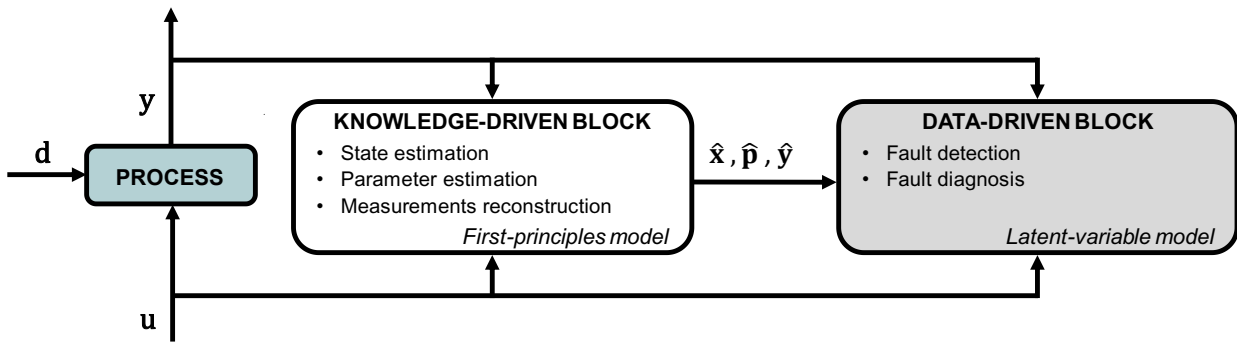 y
d
PROCESS
u
KNOWLEDGE-DRIVEN BLOCK
• State estimation
• Parameter estimation
• Measurements reconstruction
First-principles model
x̂ , p̂ , ŷ
DATA-DRIVEN BLOCK
• Fault detection
• Fault diagnosis
Latent-variable model